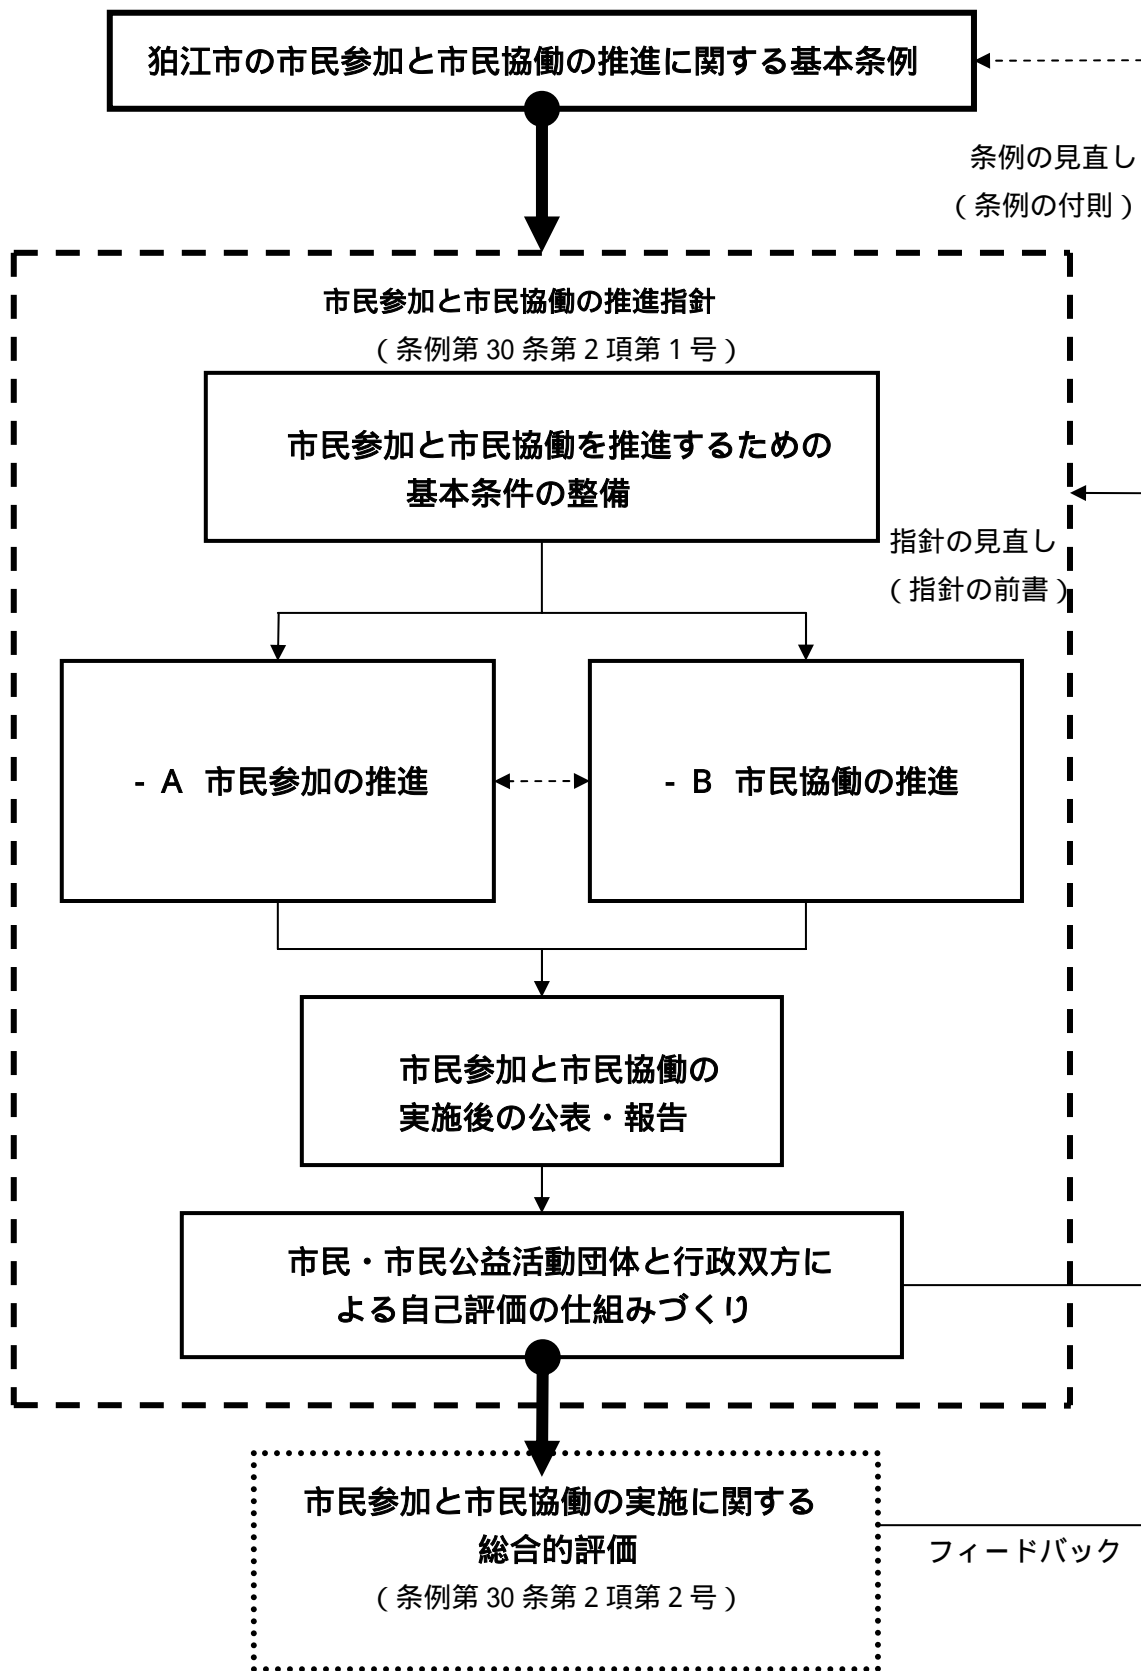 狛江市の市民参加と市民協働の推進に関する基本条例
条例の見直し
（条例の付則）
市民参加と市民協働の推進指針
（条例第 30 条第 2 項第 1 号）
市民参加と市民協働を推進するための
基本条件の整備
指針の見直し
（指針の前書）
- A 市民参加の推進
- B 市民協働の推進
市民参加と市民協働の
実施後の公表・報告
市民・市民公益活動団体と行政双方に
よる自己評価の仕組みづくり
市民参加と市民協働の実施に関する
総合的評価
（条例第 30 条第 2 項第 2 号）
フィードバック